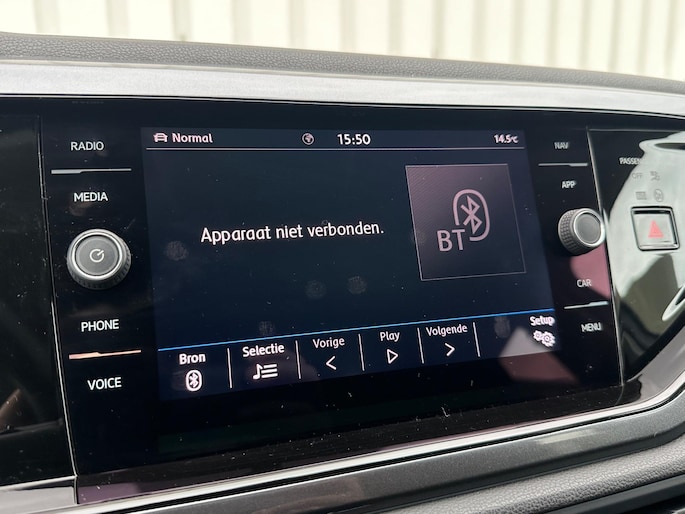 RADIO
MEDIA
PHONE
VOICE
Normal
15:50
14.5°C
Apparaat niet verbonden.
BT
Bron
Selectie
Vorige
Play
Volgende
Setup
NAV
APP
CAR
MENU
OFF